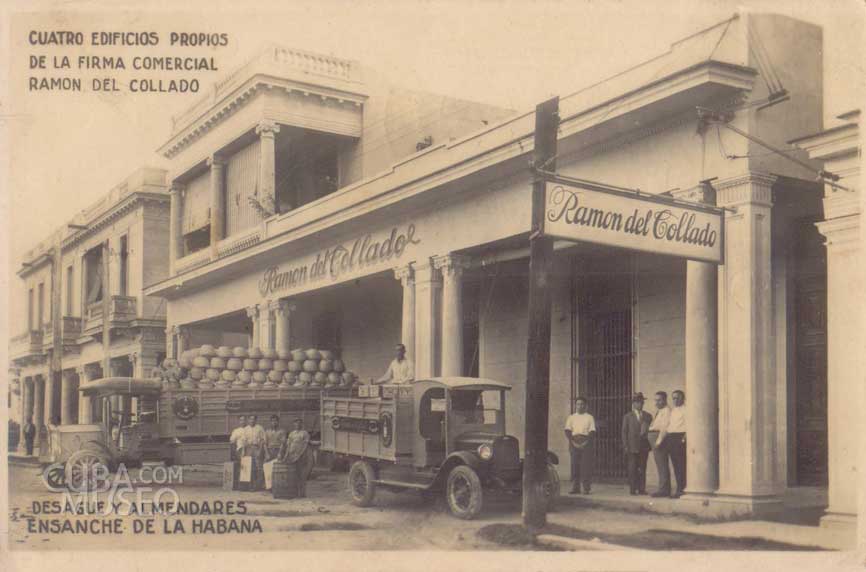 CUATRO EDIFICIOS PROPIOS
DE LA FIRMA COMERCIAL
RAMON DEL COLLADO
Ramon del Collado
Ramon del Collado
CUBA.COM
MUSEO
DESAGUE Y ALMENDARES
ENSANCHE DE LA HABANA